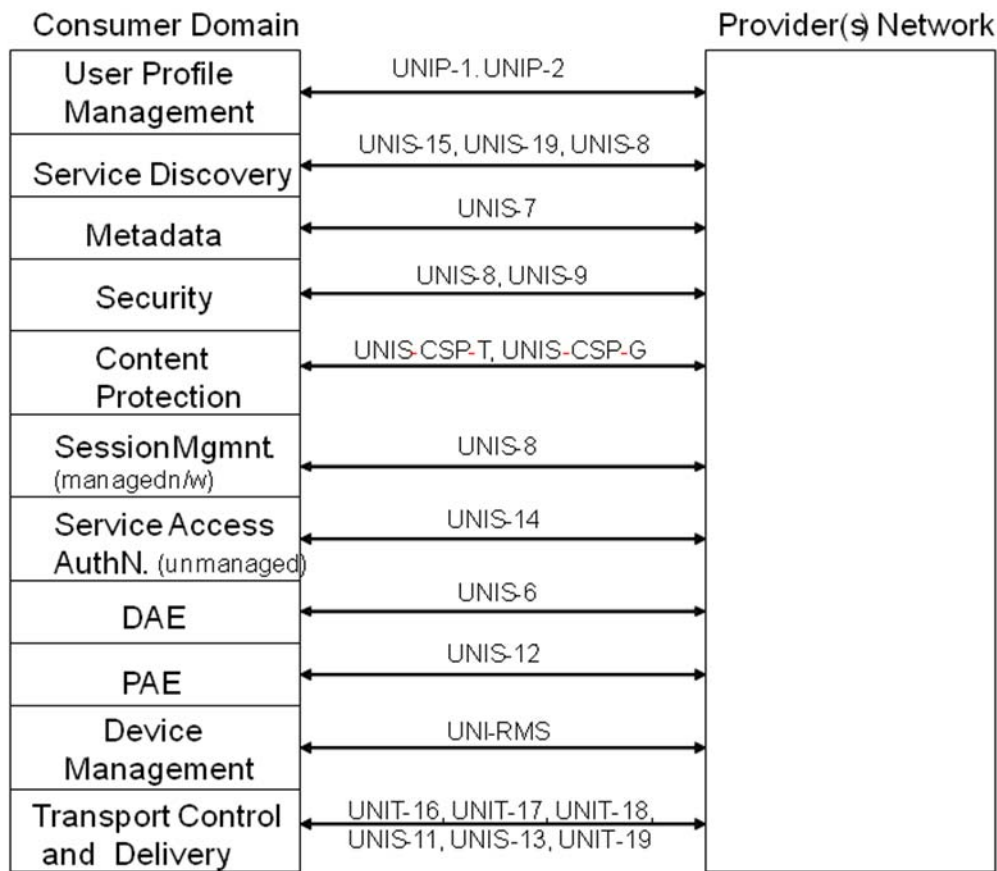 Consumer Domain
Provider(s) Network
User Profile
Management
UNIP-1. UNIP-2
Service Discovery
UNIS-15, UNIS-19, UNIS-8
Metadata
UNIS-7
Security
UNIS-8, UNIS-9
Content
Protection
UNIS-CSP-T, UNIS-CSP-G
Session Mgmnt.
(managed n/w)
UNIS-8
Service Access
AuthN. (unmanaged)
UNIS-14
DAE
UNIS-6
PAE
UNIS-12
Device
Management
UNI-RMS
Transport Control
and Delivery
UNIT-16, UNIT-17, UNIT-18,
UNIS-11, UNIS-13, UNIT-19